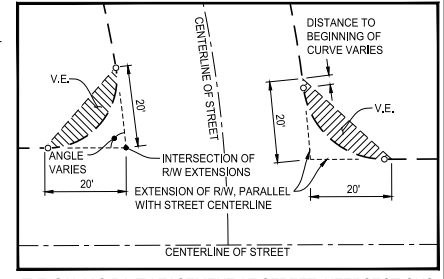 DISTANCE TO
BEGINNING OF
CURVE VARIES
CENTERLINE OF STREET
V.E.
V.E.
20'
20'
ANGLE
VARIES
INTERSECTION OF
R/W EXTENSIONS
20'
EXTENSION OF R/W, PARALLEL
WITH STREET CENTERLINE
20'
CENTERLINE OF STREET